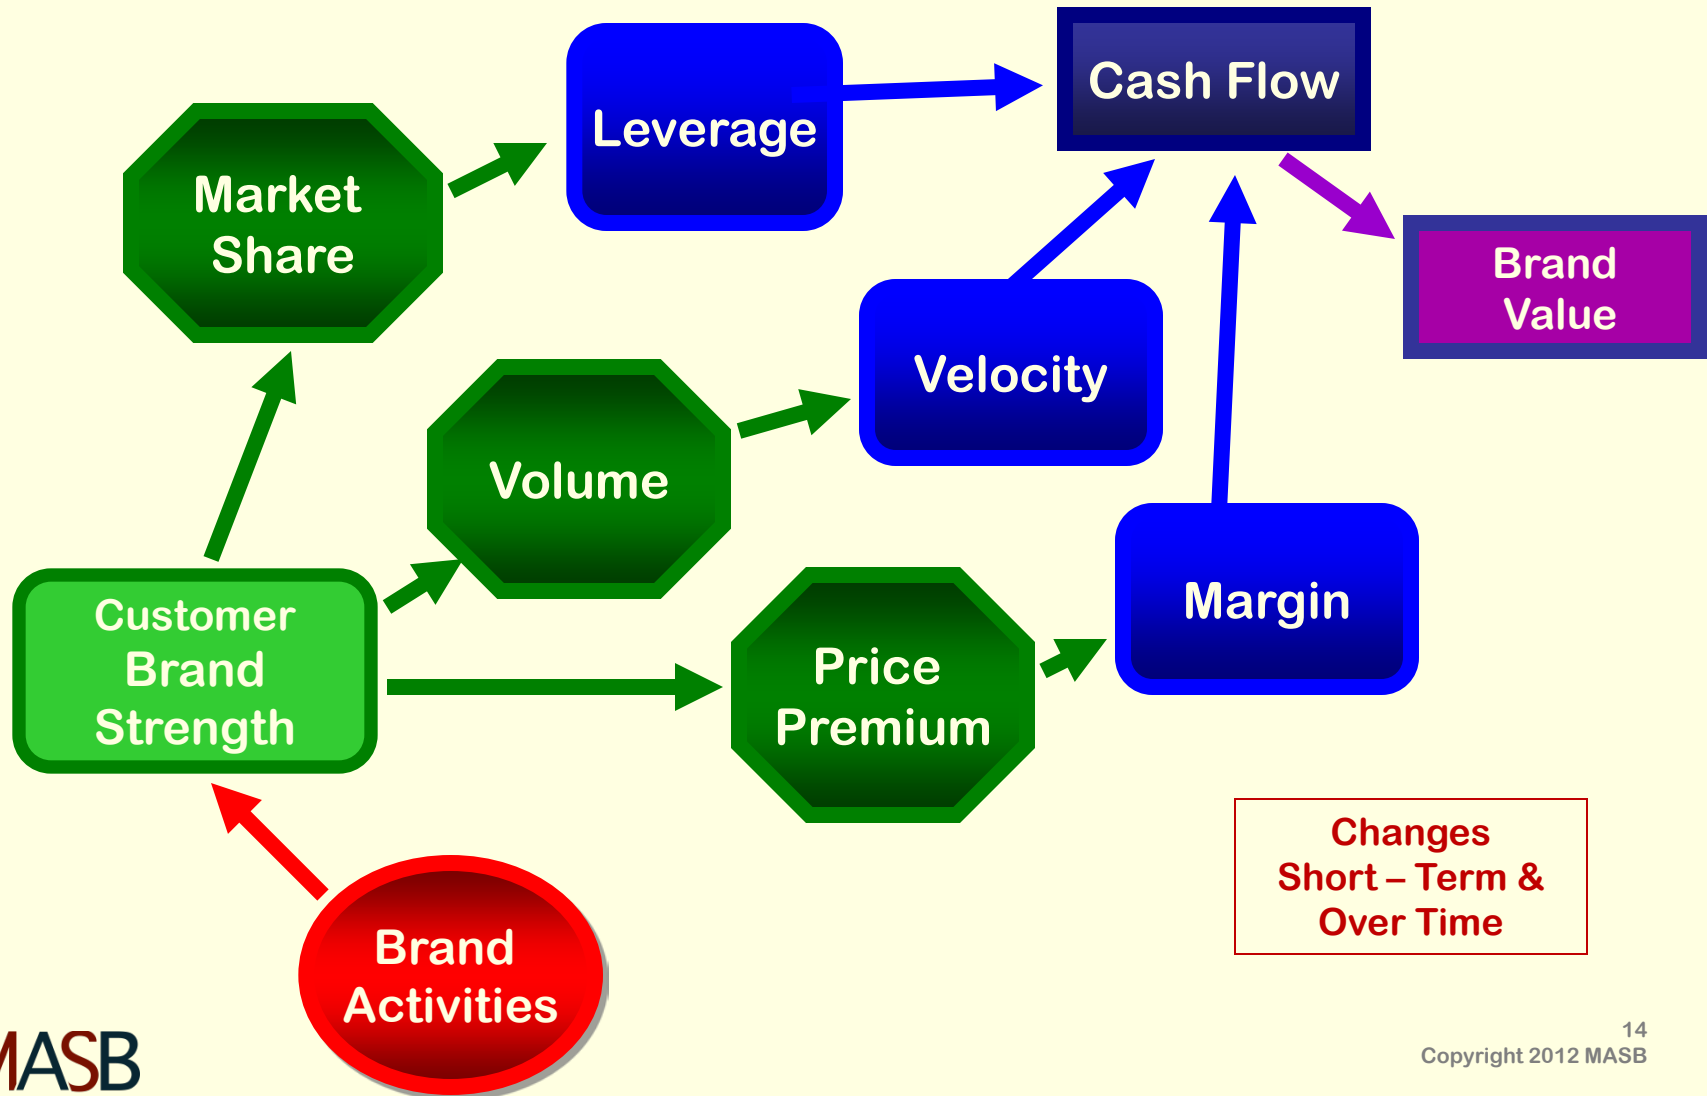 Cash Flow
Leverage
Market
Share
Brand
Value
Velocity
Volume
Customer
Brand
Strength
Margin
Price
Premium
Changes
Short – Term &
Over Time
Brand
Activities
MASB
14
Copyright 2012 MASB